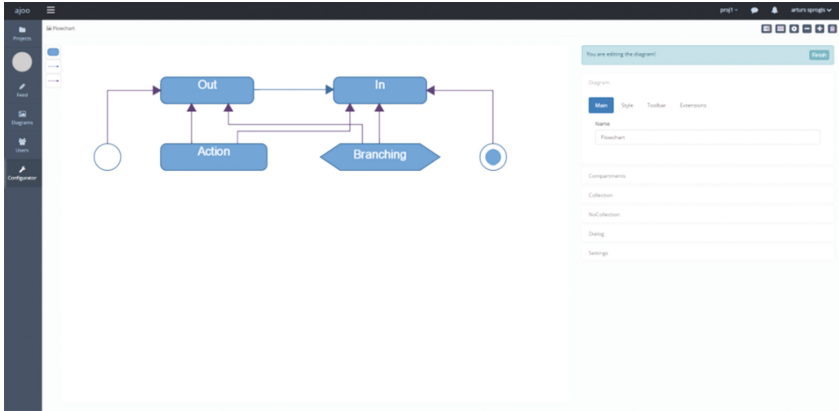 ajoo
proj1
arturs sprogis
Projects
Feed
Diagrams
Users
Configurator
Flowchart
Out
In
Action
Branching
You are editing the diagram!
Finish
Diagram
Main Style Toolbar Extensions
Name
Flowchart
Compartments
Collection
NoCollection
Dialog
Settings